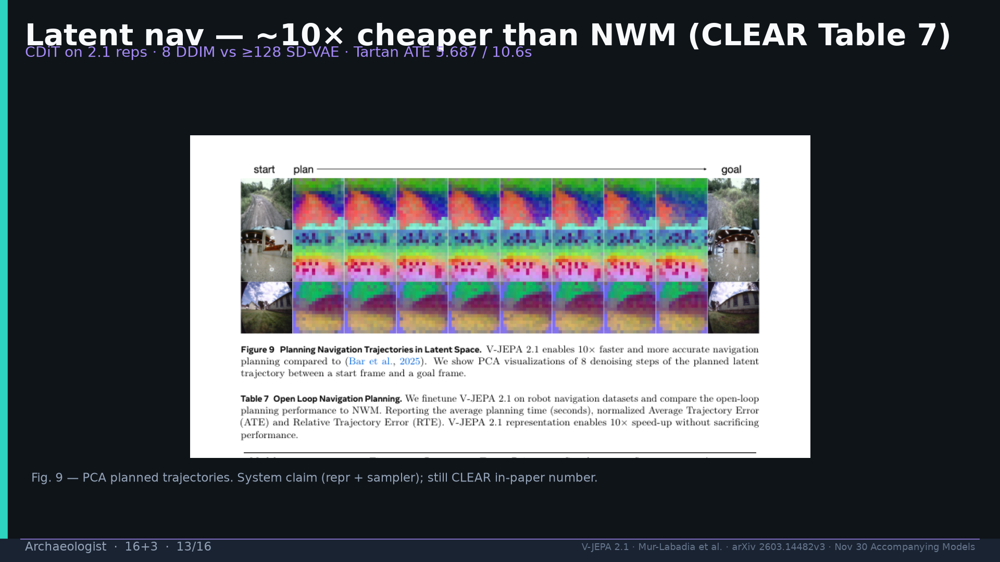 Latent nav — ~10× cheaper than NWM (CLEAR Table 7)
CDiT on 2.1 reps · 8 DDIM vs ≥128 SD-VAE · Tartan ATE 5.687 / 10.6s
start plan goal
Figure 9 Planning Navigation Trajectories in Latent Space. V-JEPA 2.1 enables 10× faster and more accurate navigation
planning compared to (Bar et al., 2025). We show PCA visualizations of 8 denoising steps of the planned latent
trajectory between a start frame and a goal frame.
Table 7 Open Loop Navigation Planning. We finetune V-JEPA 2.1 on robot navigation datasets and compare the open-loop
planning performance to NWM. Reporting the average planning time (seconds), normalized Average Trajectory Error
(ATE) and Relative Trajectory Error (RTE). V-JEPA 2.1 representation enables 10× speed-up without sacrificing
performance.
Fig. 9 — PCA planned trajectories. System claim (repr + sampler); still CLEAR in-paper number.
Archaeologist · 16+3 · 13/16
V-JEPA 2.1 · Mur-Labadia et al. · arXiv 2603.14482v3 · Nov 30 Accompanying Models